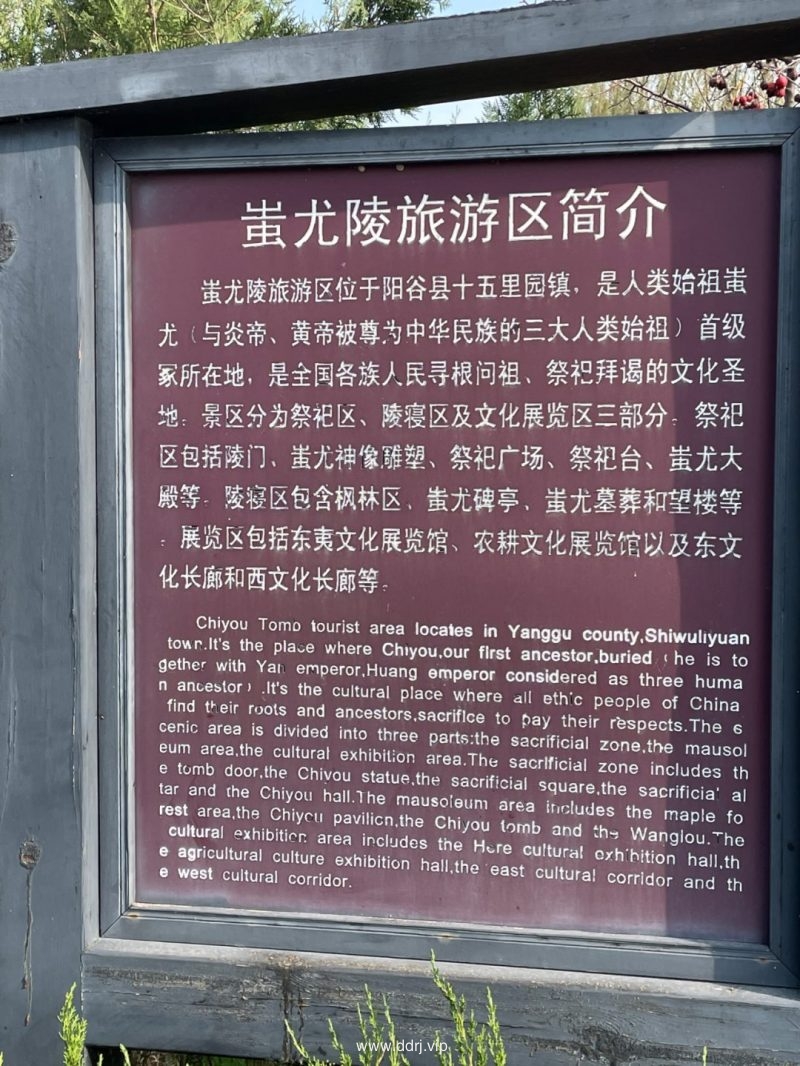 蚩尤陵旅游区简介
蚩尤陵旅游区位于阳谷县十五里园镇，是人类始祖蚩
尤（与炎帝、黄帝被尊为中华民族的三大人类始祖）首级
冢所在地，是全国各族人民寻根问祖、祭祀拜谒的文化圣
地。景区分为祭祀区、陵寝区及文化展览区三部分。祭祀
区包括陵门、蚩尤神像雕塑、祭祀广场、祭祀台、蚩尤大
殿等。陵寝区包含枫林区、蚩尤碑亭、蚩尤墓葬和望楼等
。展览区包括东夷文化展览馆、农耕文化展览馆以及东文
化长廊和西文化长廊等。
Chiyou Tomb tourist area locates in Yanggu county,Shiwuliyuan
town.It's the place where Chiyou,our first ancestor,buried （he is to
gether with Yan emperor,Huang emperor considered as three huma
n ancestor）.It's the cultural place where all ethic people of China
find their roots and ancestors,sacrifice to pay their respects.The s
cenic area is divided into three parts:the sacrificial zone,the mausol
eum area,the cultural exhibition area.The sacrificial zone includes th
e tomb door,the Chiyou statue,the sacrificial square,the sacrificial al
tar and the Chiyou hall.The mausoleum area includes the maple fo
rest area,the Chiyou pavilion,the Chiyou tomb and the Wanglou.The
cultural exhibition area includes the Here cultural exhibition hall,th
e agricultural culture exhibition hall,the east cultural corridor and th
e west cultural corridor.
www.ddrj.vip